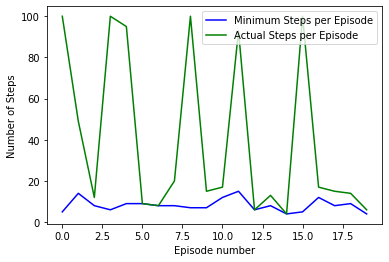 Minimum Steps per Episode
Actual Steps per Episode
Number of Steps
100
80
60
40
20
0
0.0 2.5 5.0 7.5 10.0 12.5 15.0 17.5
Episode number